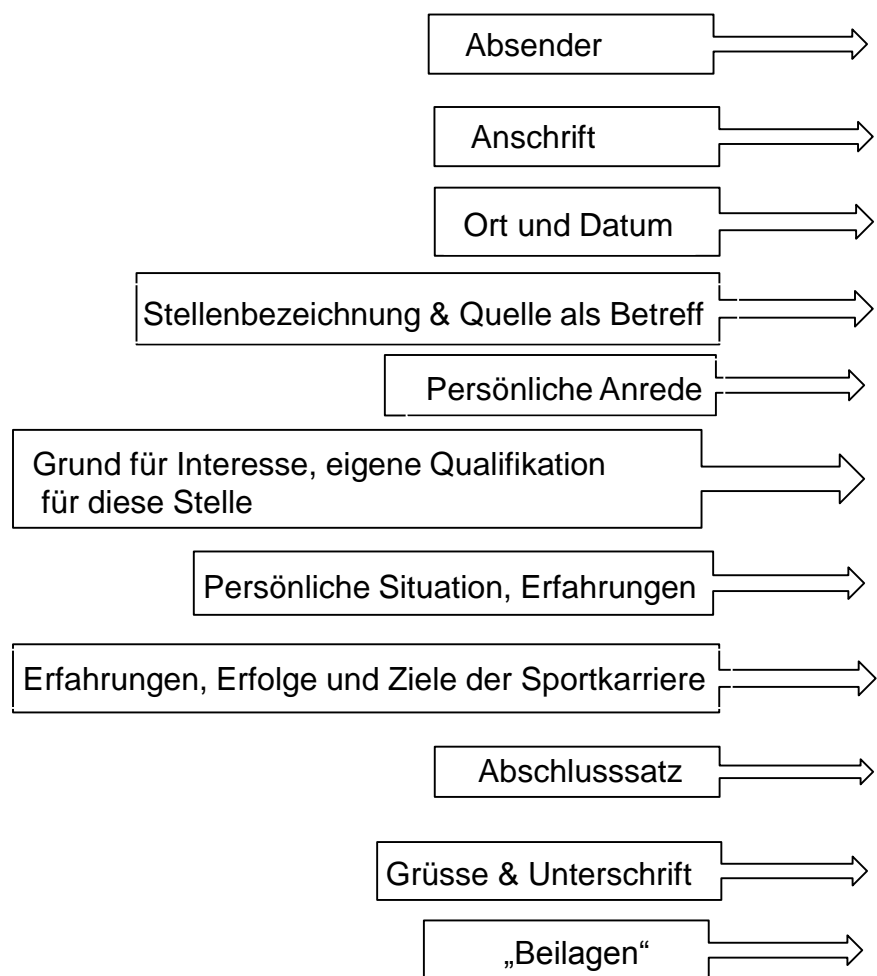 Absender
Anschrift
Ort und Datum
Stellenbezeichnung & Quelle als Betreff
Persönliche Anrede
Grund für Interesse, eigene Qualifikation
für diese Stelle
Persönliche Situation, Erfahrungen
Erfahrungen, Erfolge und Ziele der Sportkarriere
Abschlusssatz
Grüsse & Unterschrift
„Beilagen“